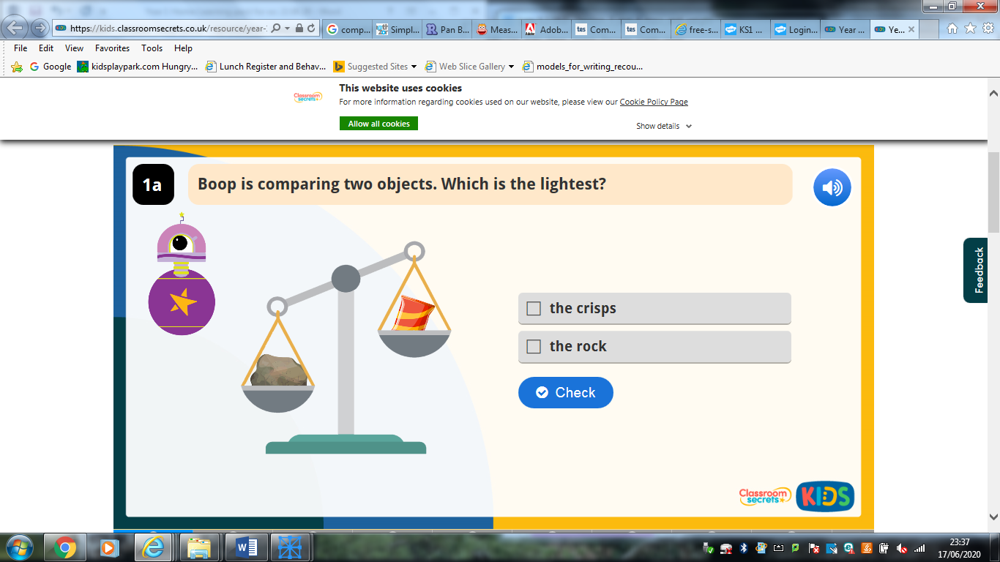 https://kids.classroomsecrets.co.uk/resource/year-
comp...
Simpl...
Pan B...
Meas...
Adob...
Com...
Com...
free-s...
KS1 ...
Login...
Year ...
Ye...
File Edit View Favorites Tools Help
Google kidsplaypark.com Hungry... Lunch Register and Behav... Suggested Sites Web Slice Gallery models_for_writing_recou...
This website uses cookies
Classroom secrets
For more information regarding cookies used on our website, please view our Cookie Policy Page
Allow all cookies
Show details
1a
Boop is comparing two objects. Which is the lightest?
Feedback
the crisps
the rock
Check
Classroom secrets KIDS
23:37
17/06/2020